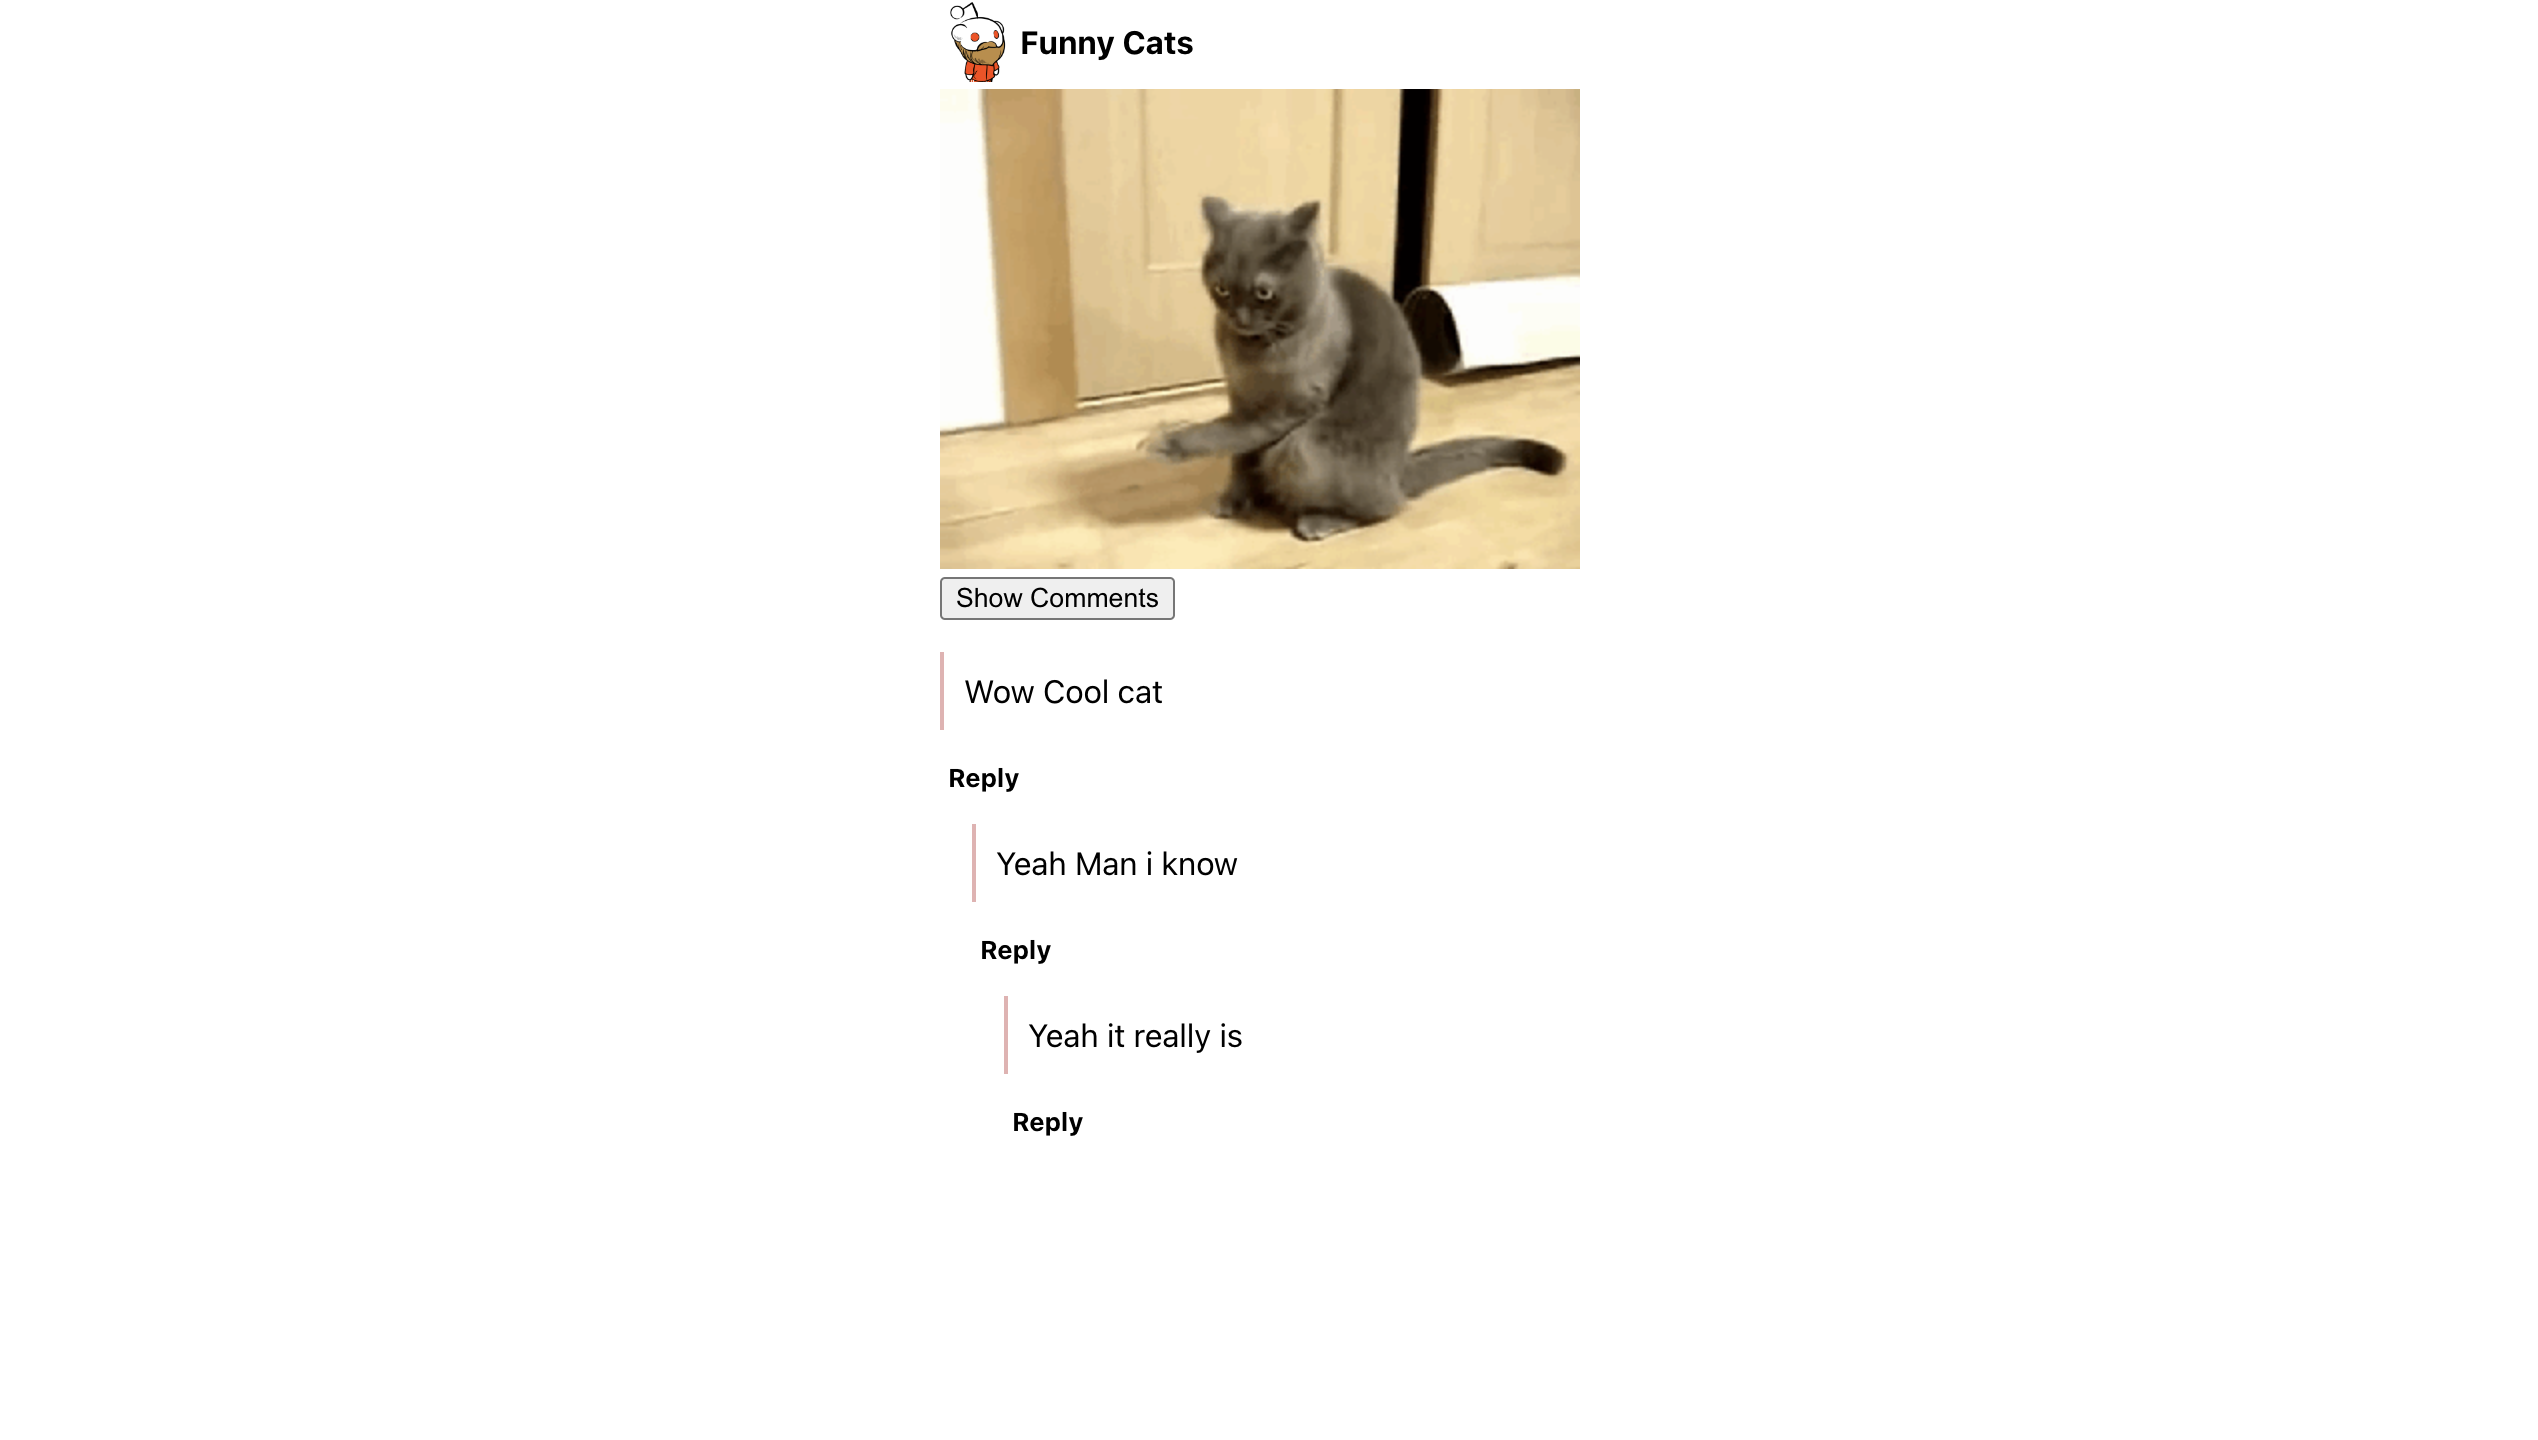 Funny Cats
Show Comments
Wow Cool cat
Reply
Yeah Man i know
Reply
Yeah it really is
Reply